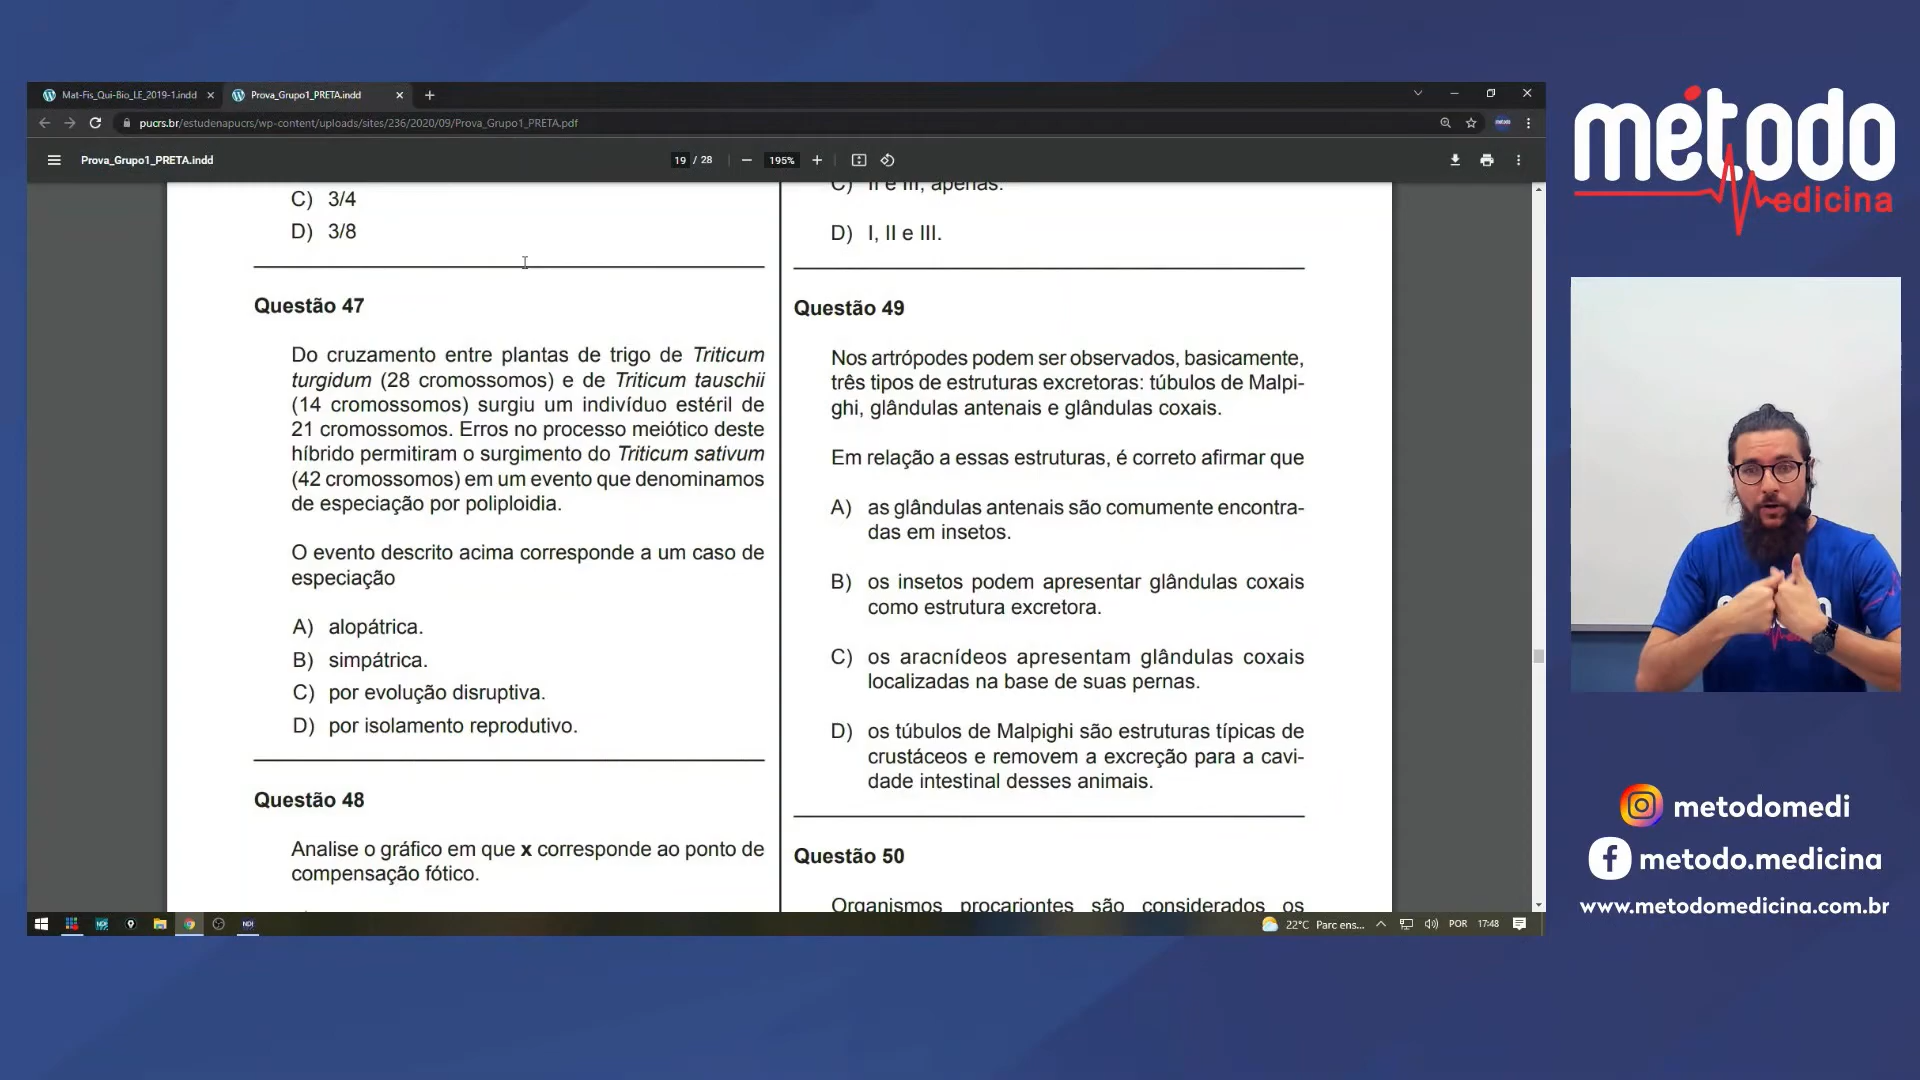 Mat-Fis_Qui-Bio_LE_2019-1.indd
Prova_Grupo1_PRETA.indd
pucrs.br/estudenapucrs/wp-content/uploads/sites/236/2020/09/Prova_Grupo1_PRETA.pdf
Prova_Grupo1_PRETA.indd
19 / 28
195%
C) 3/4
D) 3/8
Questão 47
Do cruzamento entre plantas de trigo de Triticum
turgidum (28 cromossomos) e de Triticum tauschii
(14 cromossomos) surgiu um indivíduo estéril de
21 cromossomos. Erros no processo meiótico deste
híbrido permitiram o surgimento do Triticum sativum
(42 cromossomos) em um evento que denominamos
de especiação por poliploidia.
O evento descrito acima corresponde a um caso de
especiação
A) alopátrica.
B) simpátrica.
C) por evolução disruptiva.
D) por isolamento reprodutivo.
Questão 48
Analise o gráfico em que x corresponde ao ponto de
compensação fótico.
C) II e III, apenas.
D) I, II e III.
Questão 49
Nos artrópodes podem ser observados, basicamente,
três tipos de estruturas excretoras: túbulos de Malpi-
ghi, glândulas antenais e glândulas coxais.
Em relação a essas estruturas, é correto afirmar que
A) as glândulas antenais são comumente encontra-
das em insetos.
B) os insetos podem apresentar glândulas coxais
como estrutura excretora.
C) os aracnídeos apresentam glândulas coxais
localizadas na base de suas pernas.
D) os túbulos de Malpighi são estruturas típicas de
crustáceos e removem a excreção para a cavi-
dade intestinal desses animais.
Questão 50
Organismos procariontes são considerados os
22°C Parc ens...
POR
17:48
método
medicina
metodomedi
metodo.medicina
www.metodomedicina.com.br